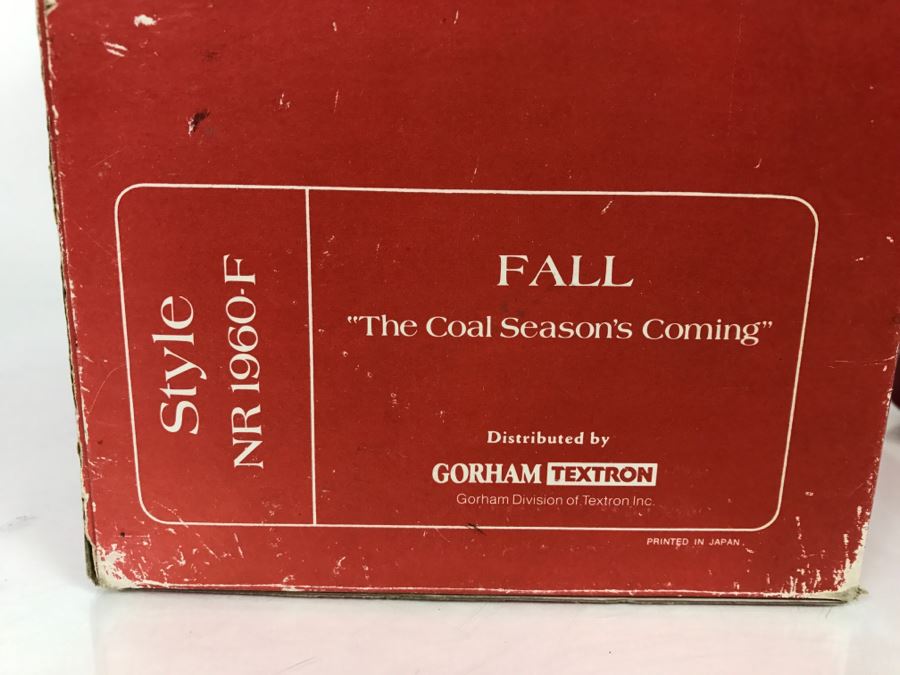 Style
NR 1960-F
FALL
"The Coal Season's Coming"
Distributed by
GORHAM TEXTRON
Gorham Division of Textron Inc.
PRINTED IN JAPAN.